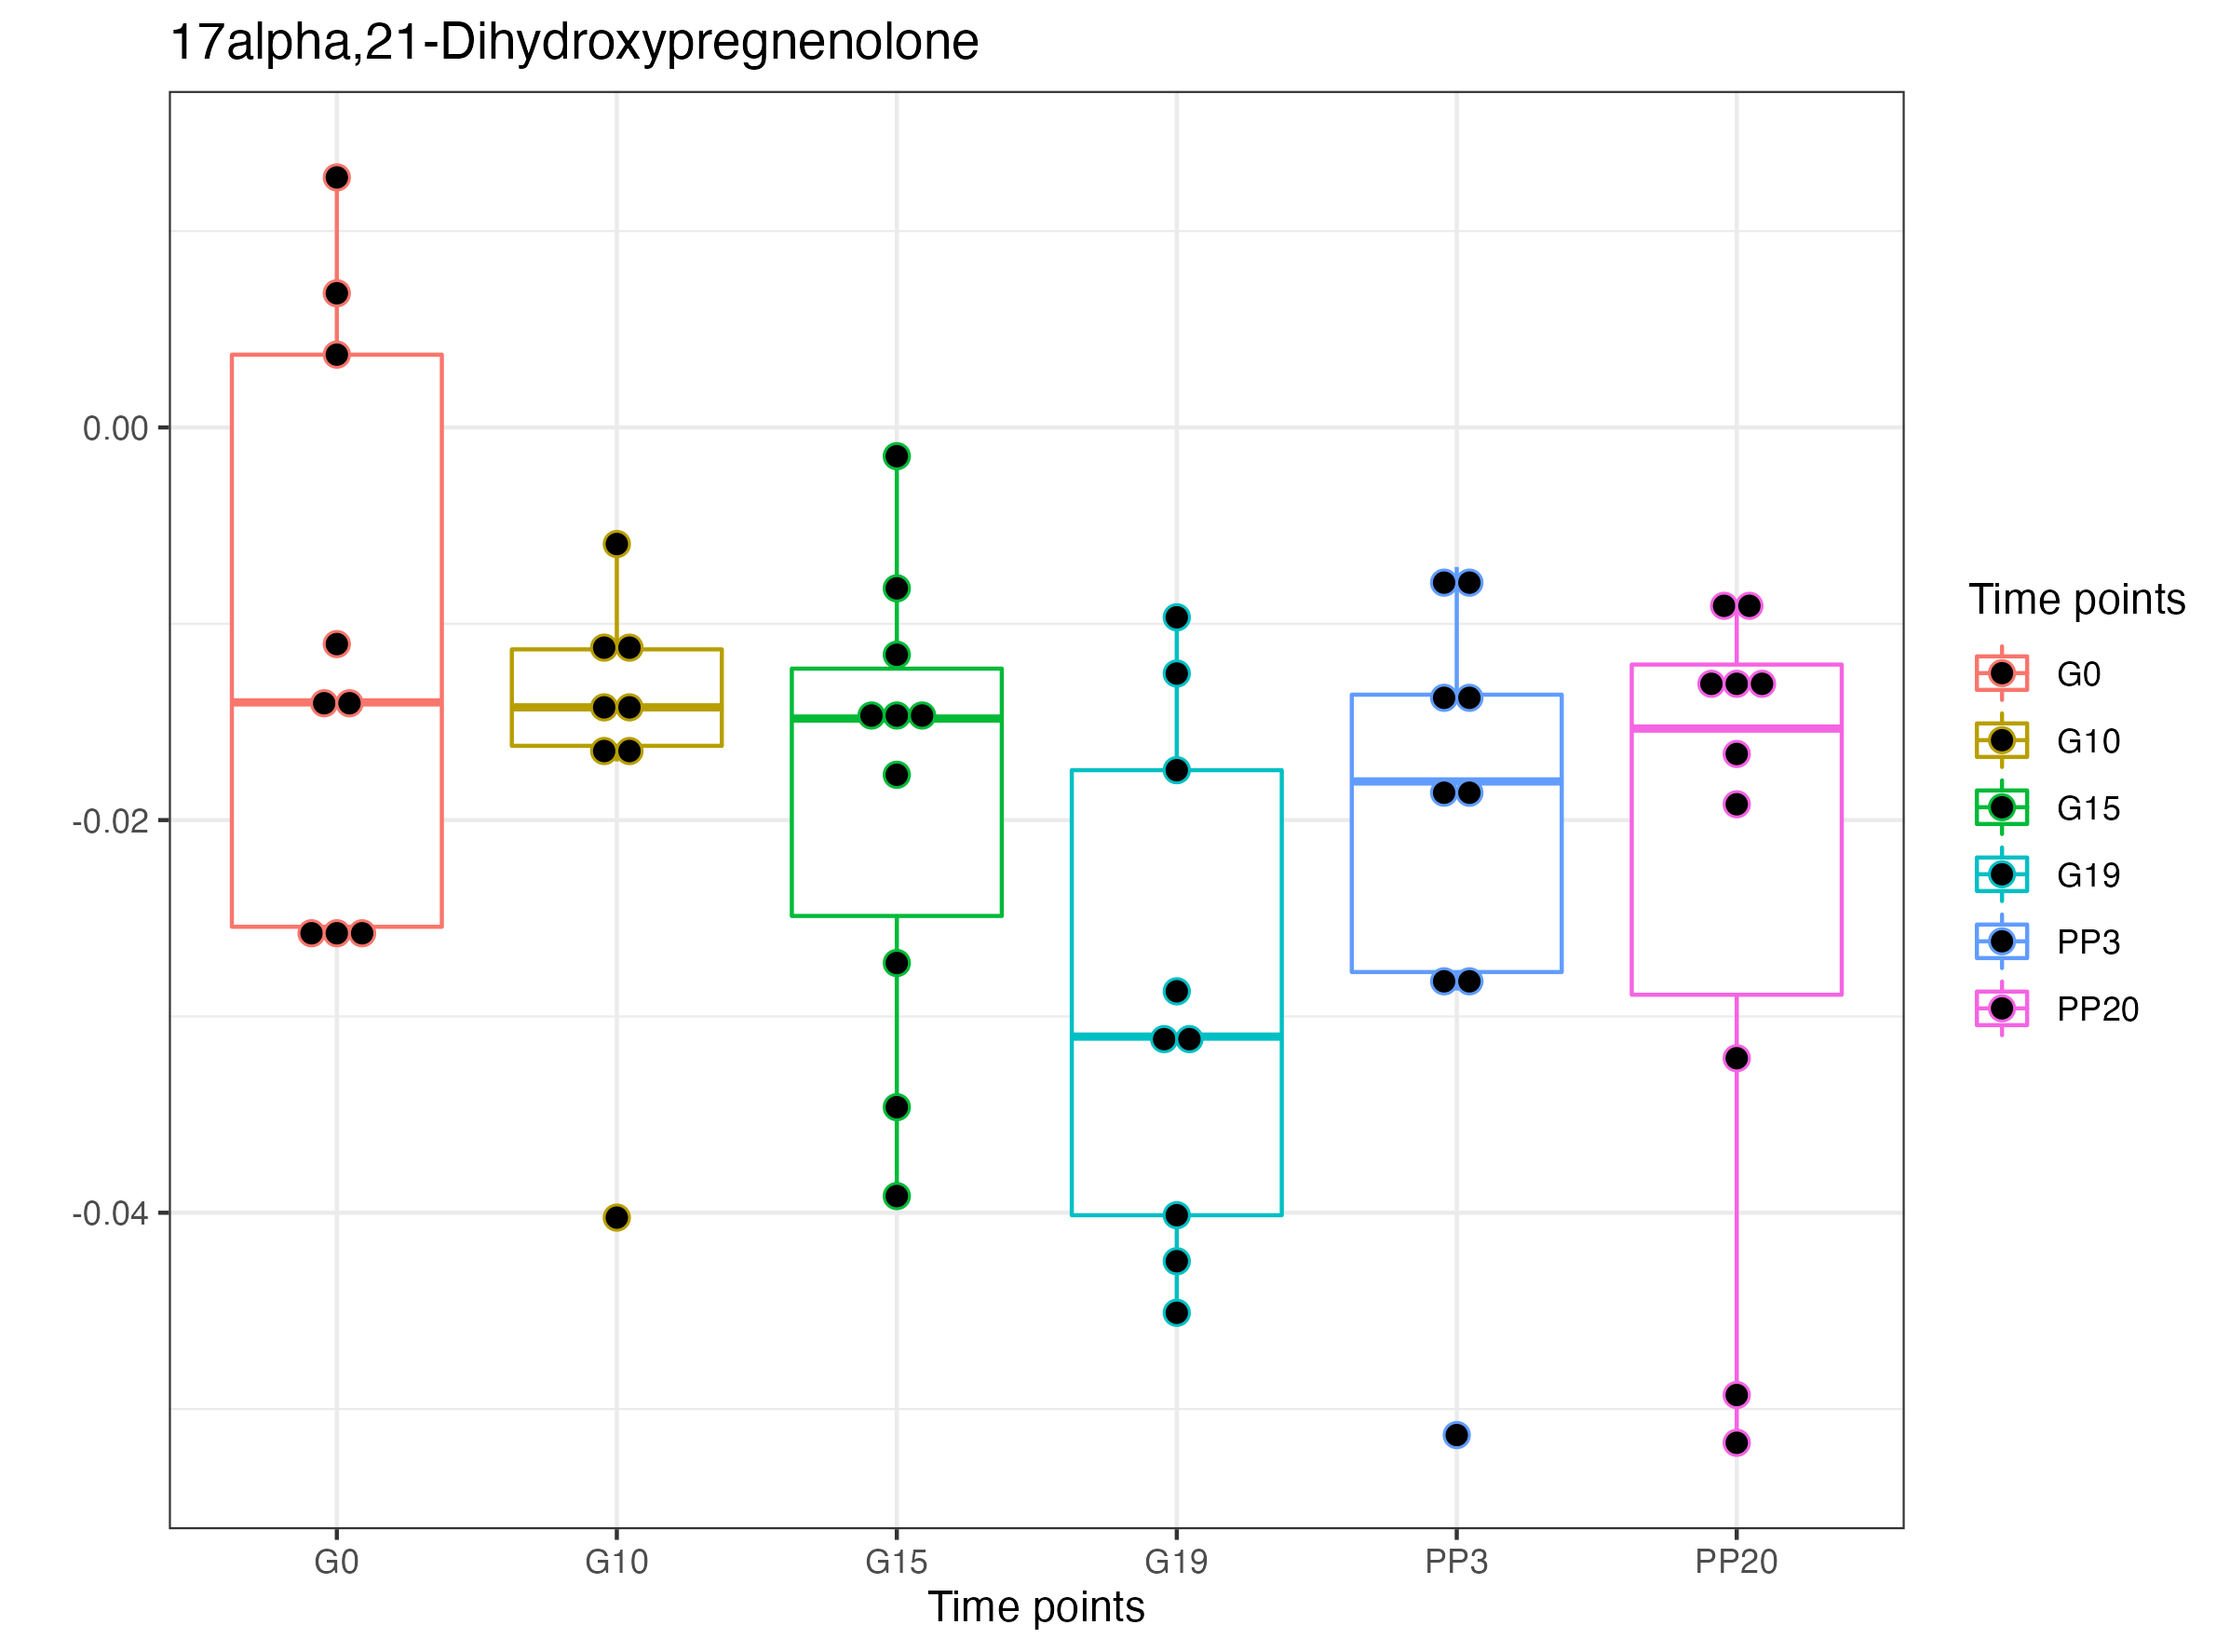 17alpha,21-Dihydroxypregnenolone
0.00
-0.02
-0.04
G0 G10 G15 G19 PP3 PP20
Time points
Time points
G0
G10
G15
G19
PP3
PP20